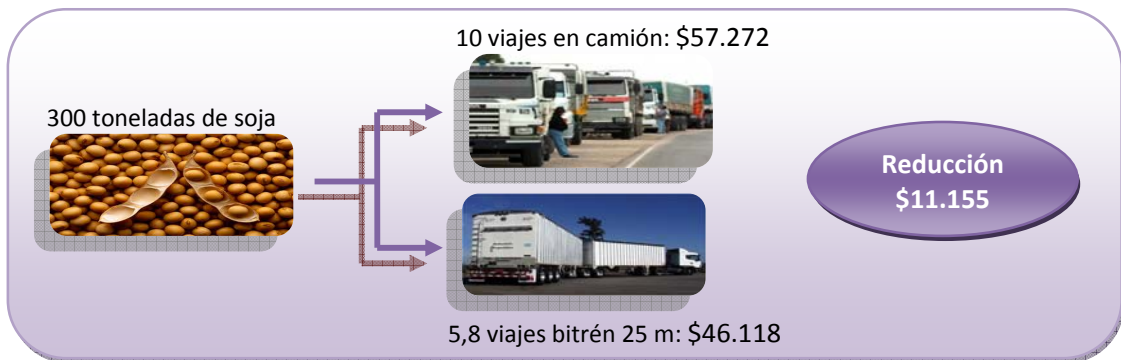 10 viajes en camión: $57.272
300 toneladas de soja
Reducción
$11.155
5,8 viajes bitrén 25 m: $46.118